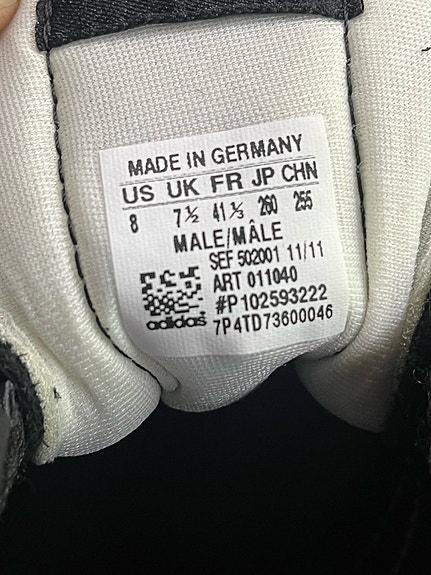 MADE IN GERMANY
US UK FR JP CHN
8 7½ 41⅓ 260 255
MALE/MÂLE
SEF 502001 11/11
ART 011040
#P102593222
adidas 7P4TD73600046